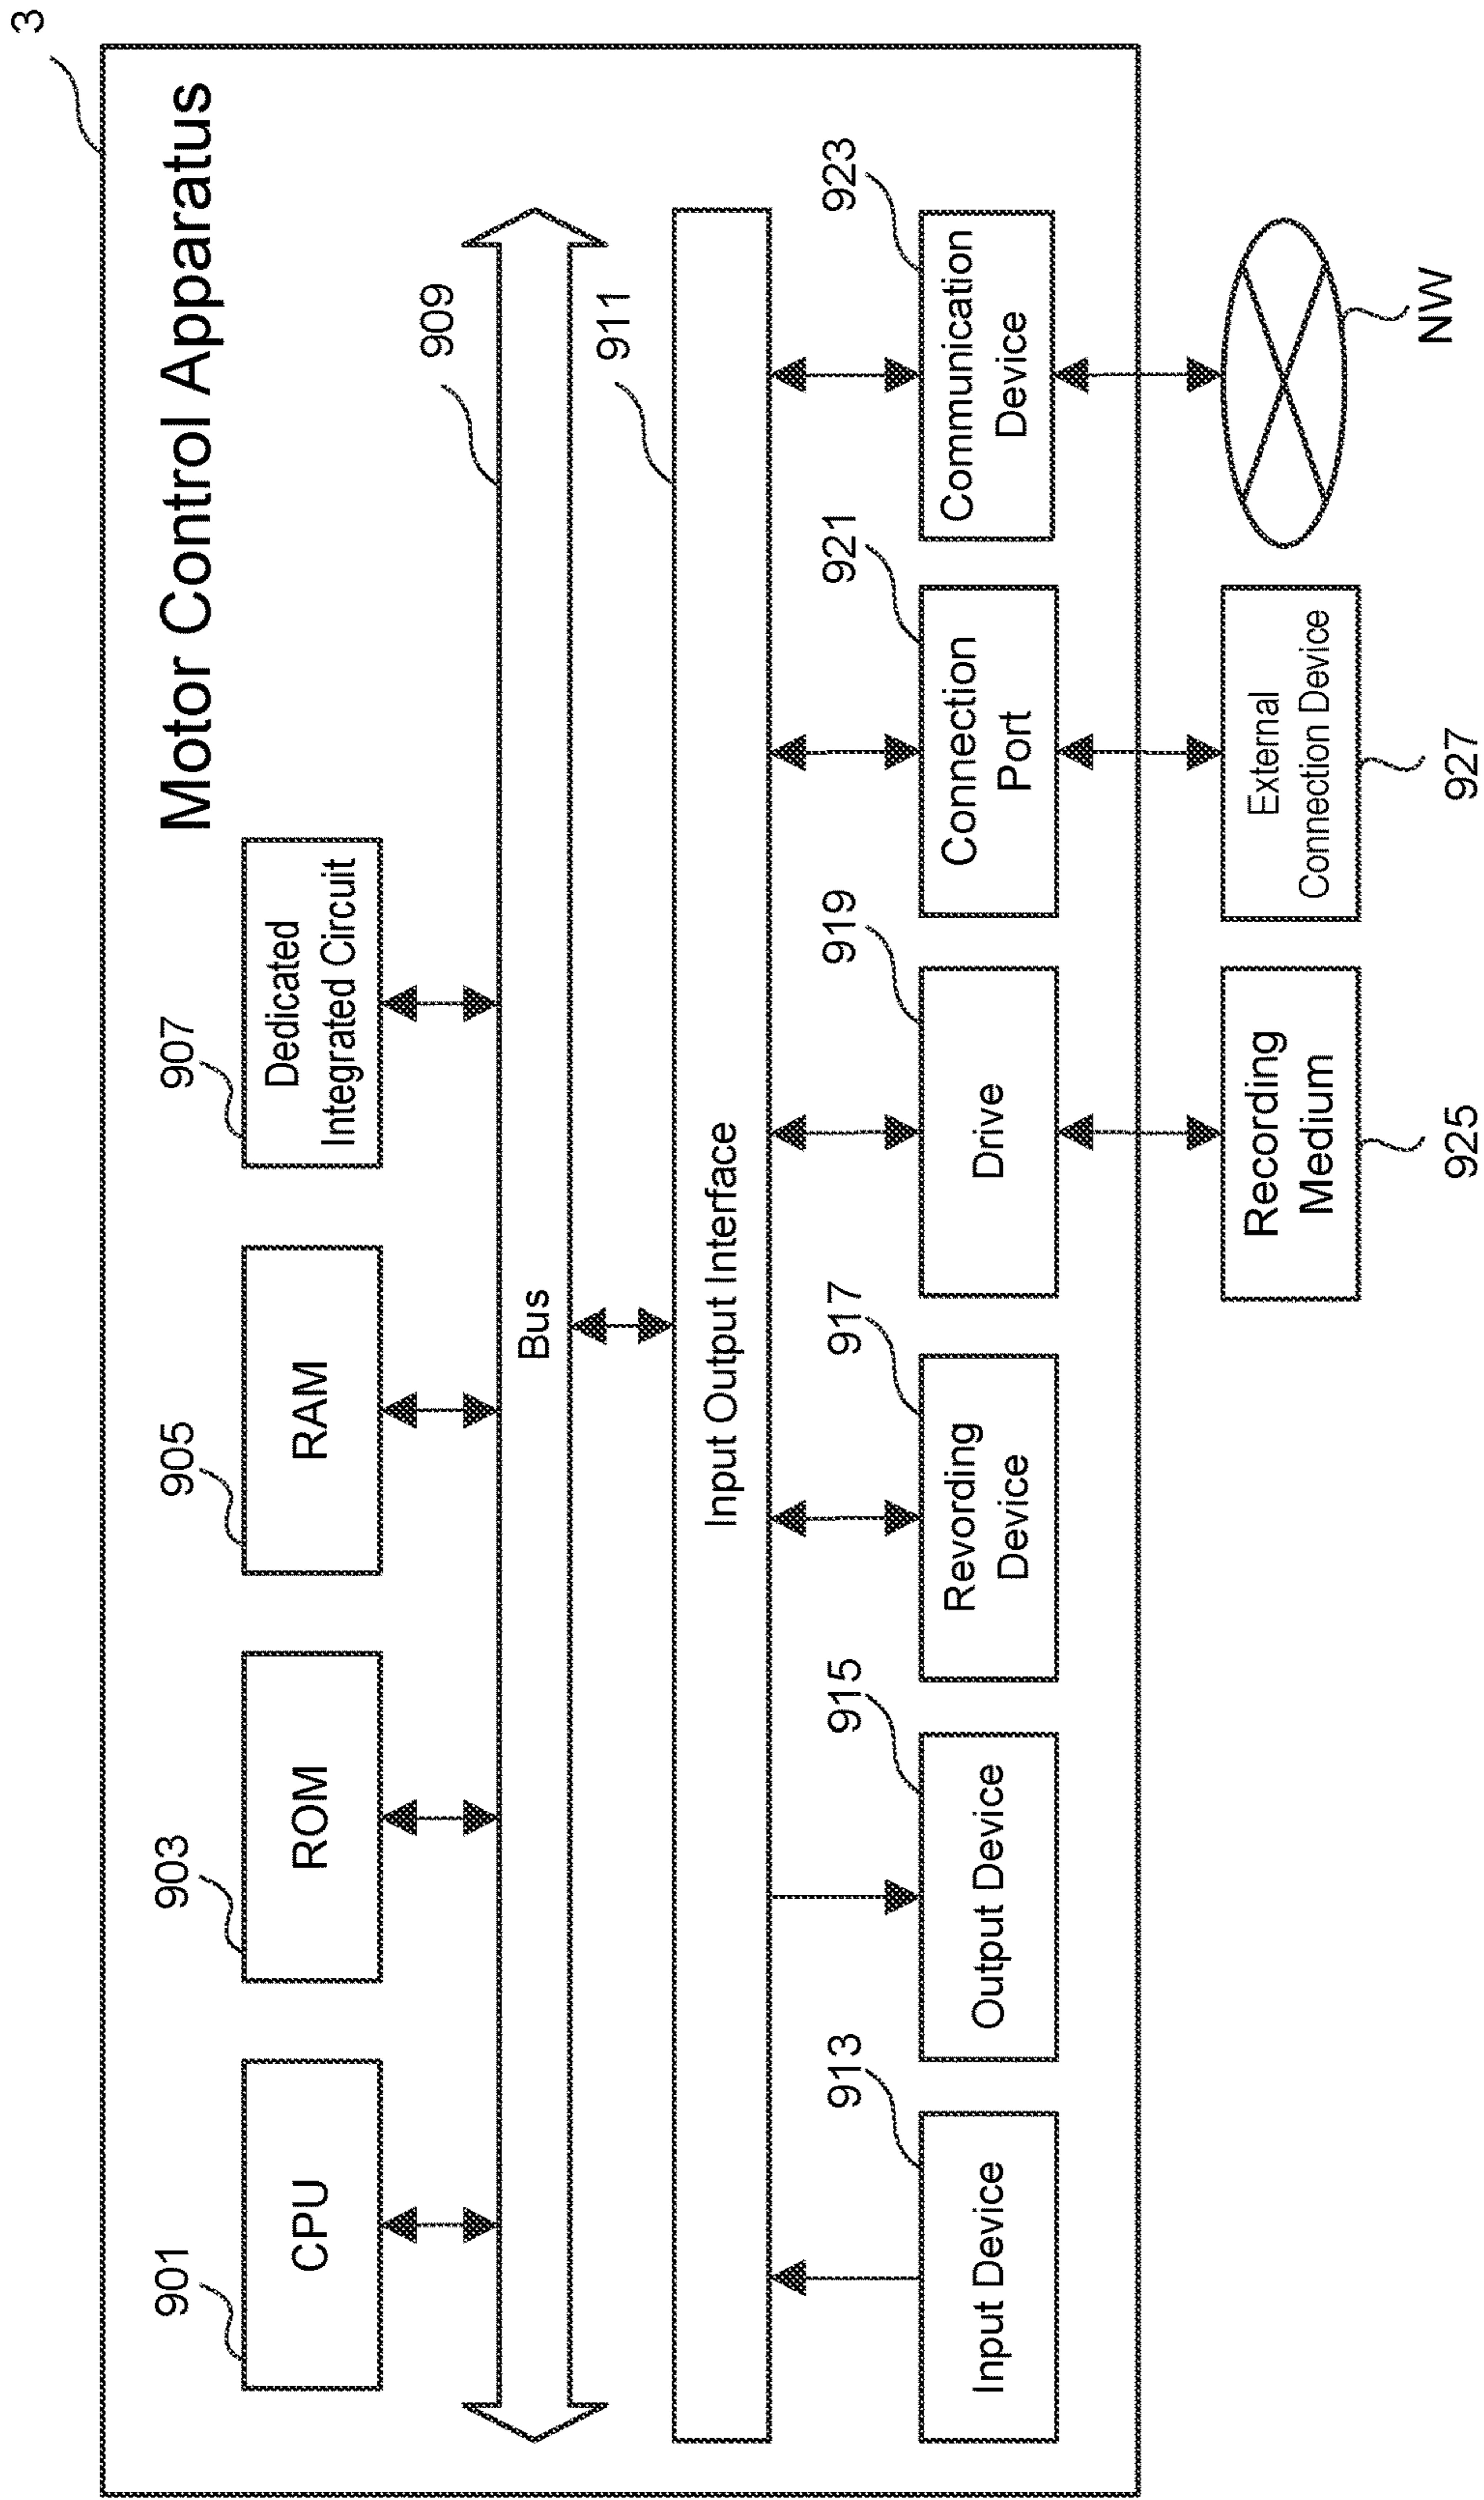 3
Motor Control Apparatus
901
903
905
907
CPU
ROM
RAM
Dedicated
Integrated Circuit
909
Bus
911
Input Output Interface
913
915
917
919
921
923
Input Device
Output Device
Revording
Device
Drive
Connection
Port
Communication
Device
Recording
Medium
External
Connection Device
925
927
NW